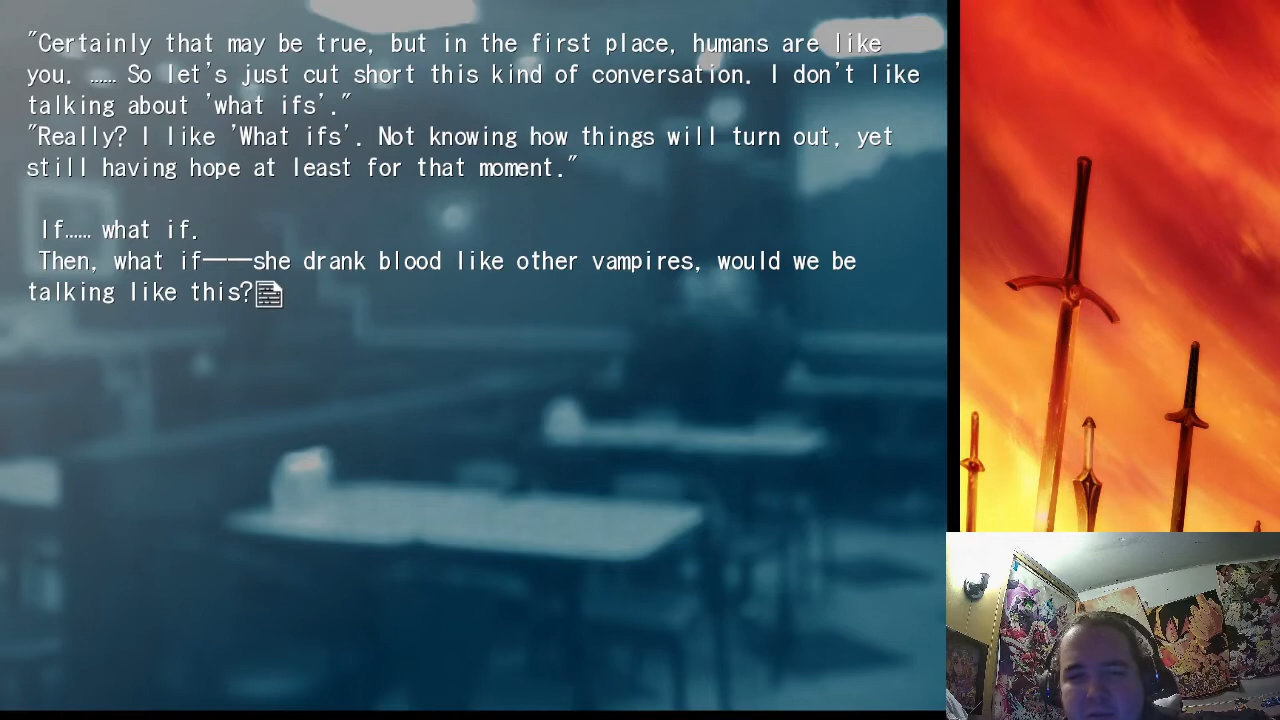 "Certainly that may be true, but in the first place, humans are like
you. …… So let's just cut short this kind of conversation. I don't like
talking about 'what ifs'."
"Really? I like 'What ifs'. Not knowing how things will turn out, yet
still having hope at least for that moment."
If…… what if.
Then, what if──she drank blood like other vampires, would we be
talking like this?